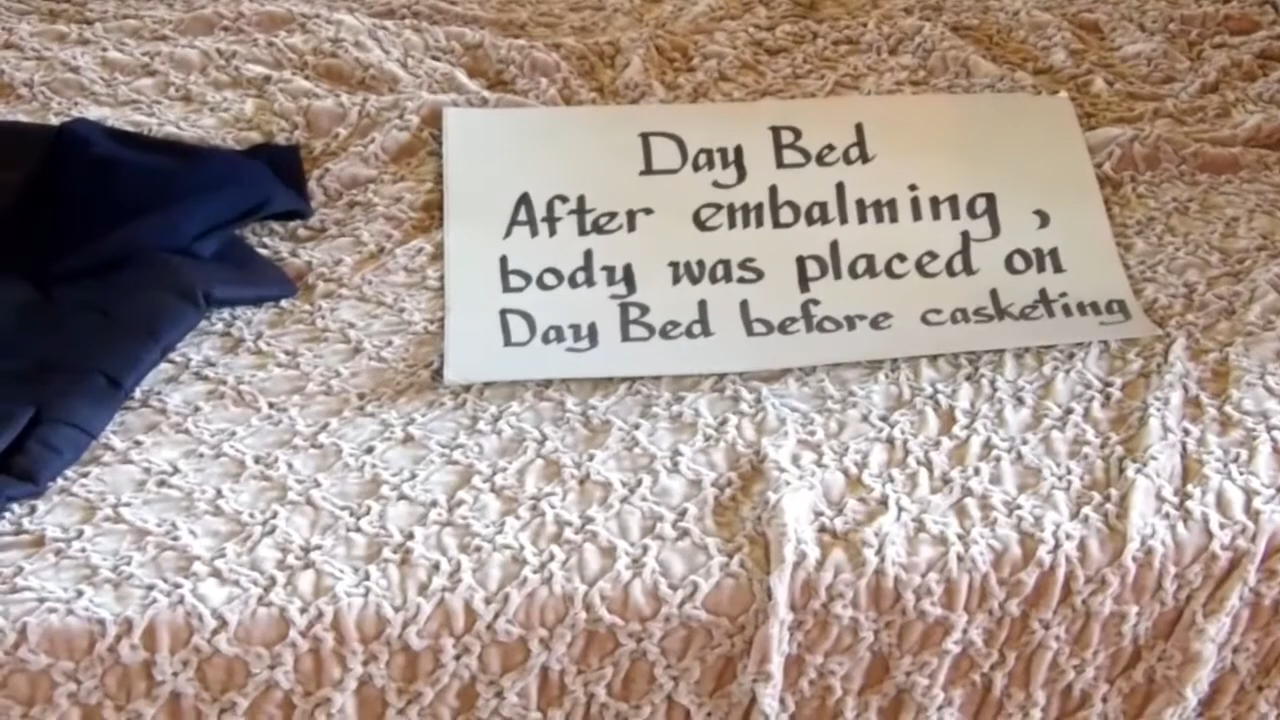 Day Bed
After embalming ,
body was placed on
Day Bed before casketing